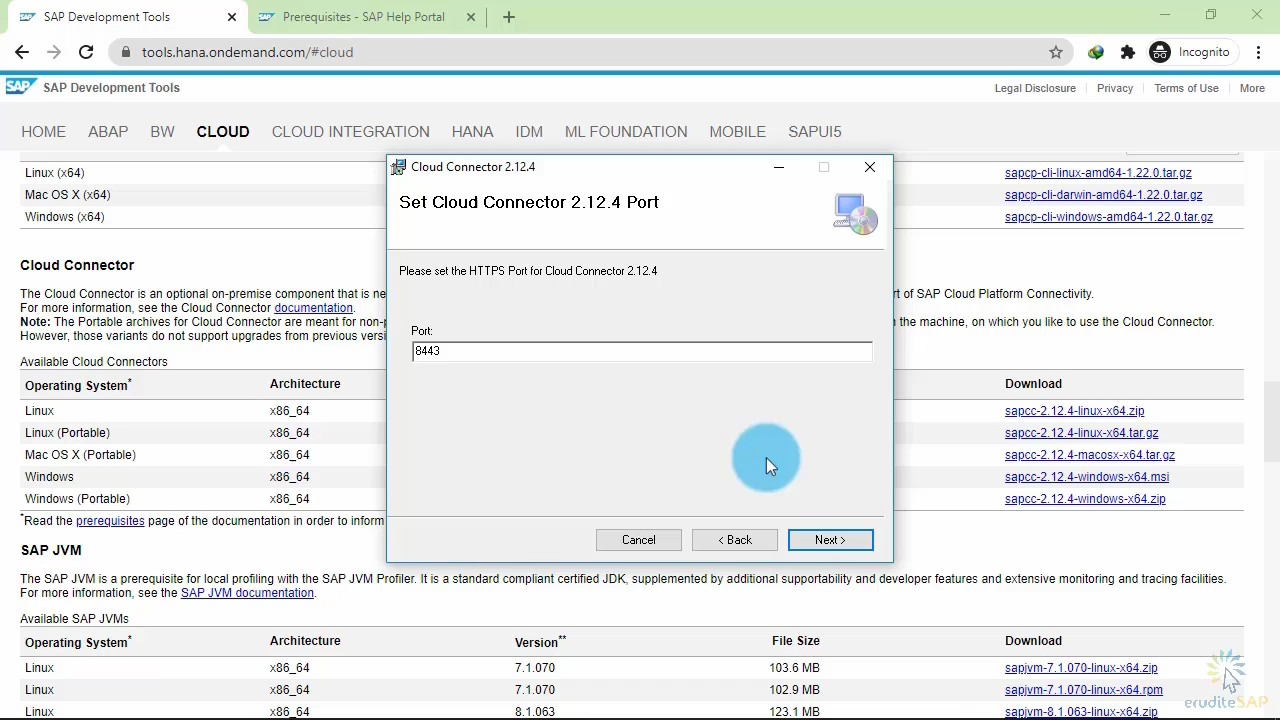 SAP Development Tools
Prerequisites - SAP Help Portal
tools.hana.ondemand.com/#cloud
Incognito
SAP
SAP Development Tools
Legal Disclosure
Privacy
Terms of Use
More
HOME
ABAP
BW
CLOUD
CLOUD INTEGRATION
HANA
IDM
ML FOUNDATION
MOBILE
SAPUI5
Linux (x64)
sapcp-cli-linux-amd64-1.22.0.tar.gz
Mac OS X (x64)
sapcp-cli-darwin-amd64-1.22.0.tar.gz
Windows (x64)
sapcp-cli-windows-amd64-1.22.0.tar.gz
Cloud Connector
The Cloud Connector is an optional on-premise component that is ne
rt of SAP Cloud Platform Connectivity.
For more information, see the Cloud Connector documentation.
Note: The Portable archives for Cloud Connector are meant for non-p
n the machine, on which you like to use the Cloud Connector.
However, those variants do not support upgrades from previous versi
Available Cloud Connectors
Operating System*
Architecture
Download
Linux
x86_64
sapcc-2.12.4-linux-x64.zip
Linux (Portable)
x86_64
sapcc-2.12.4-linux-x64.tar.gz
Mac OS X (Portable)
x86_64
sapcc-2.12.4-macosx-x64.tar.gz
Windows
x86_64
sapcc-2.12.4-windows-x64.msi
Windows (Portable)
x86_64
sapcc-2.12.4-windows-x64.zip
*Read the prerequisites page of the documentation in order to inform
Cloud Connector 2.12.4
Set Cloud Connector 2.12.4 Port
Please set the HTTPS Port for Cloud Connector 2.12.4
Port:
8443
Cancel
< Back
Next >
SAP JVM
The SAP JVM is a prerequisite for local profiling with the SAP JVM Profiler. It is a standard compliant certified JDK, supplemented by additional supportability and developer features and extensive monitoring and tracing facilities.
For more information, see the SAP JVM documentation.
Available SAP JVMs
Operating System*
Architecture
Version**
File Size
Download
Linux
x86_64
7.1.070
103.6 MB
sapjvm-7.1.070-linux-x64.zip
Linux
x86_64
7.1.070
102.9 MB
sapjvm-7.1.070-linux-x64.rpm
Linux
x86_64
8.1.063
123.1 MB
sapjvm-8.1.063-linux-x64.zip
eruditeSAP